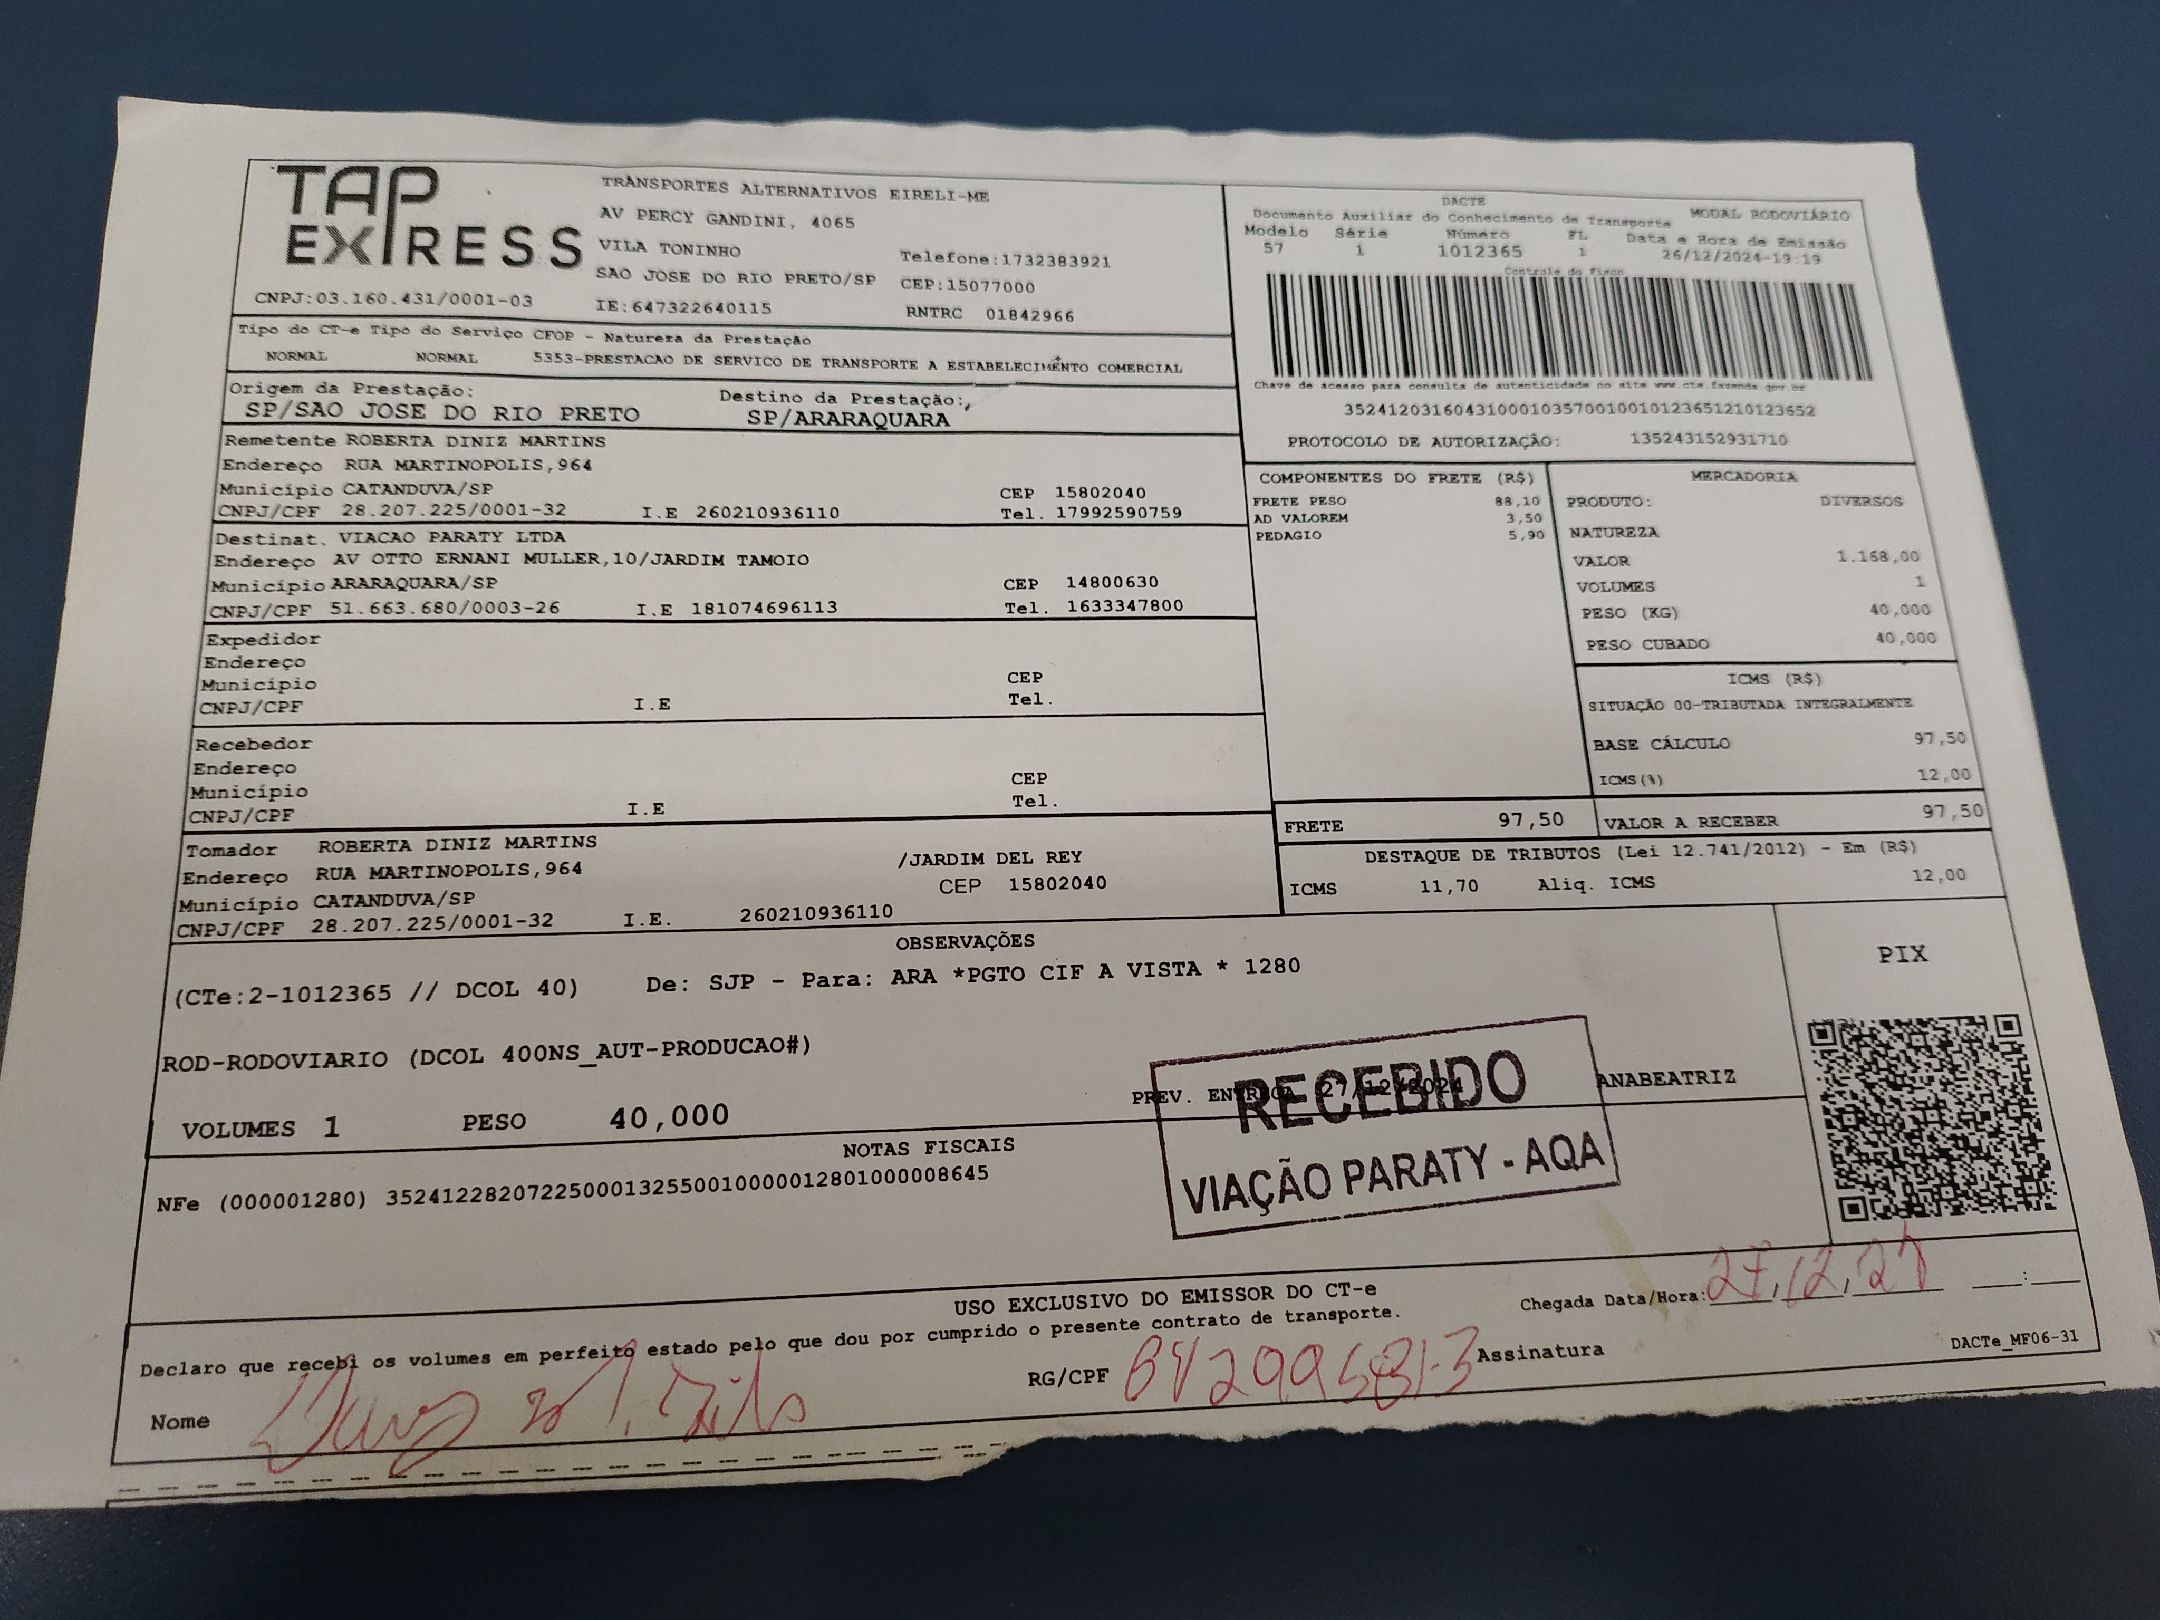 TAP EXPRESS
TRANSPORTES ALTERNATIVOS EIRELI-ME
AV PERCY GANDINI, 4065
VILA TONINHO
Telefone:1732383921
SAO JOSE DO RIO PRETO/SP CEP:15077000
CNPJ:03.160.431/0001-03 IE:647322640115 RNTRC 01842966
DACTE
Documento Auxiliar do Conhecimento de Transporte MODAL RODOVIÁRIO
Modelo Série Número FL Data e Hora de Emissão
57 1 1012365 1 26/12/2024-19:19
Controle do Fisco
Chave de acesso para consulta de autenticidade no site www.cte.fazenda.gov.br
35241203160431000103570010010123651210123652
PROTOCOLO DE AUTORIZAÇÃO: 135243152931710
Tipo do CT-e Tipo do Serviço CFOP - Natureza da Prestação
NORMAL NORMAL 5353-PRESTACAO DE SERVICO DE TRANSPORTE A ESTABELECIMENTO COMERCIAL
Origem da Prestação: Destino da Prestação:
SP/SAO JOSE DO RIO PRETO SP/ARARAQUARA
Remetente ROBERTA DINIZ MARTINS
Endereço RUA MARTINOPOLIS,964
Município CATANDUVA/SP CEP 15802040
CNPJ/CPF 28.207.225/0001-32 I.E 260210936110 Tel. 17992590759
Destinat. VIACAO PARATY LTDA
Endereço AV OTTO ERNANI MULLER,10/JARDIM TAMOIO
Município ARARAQUARA/SP CEP 14800630
CNPJ/CPF 51.663.680/0003-26 I.E 181074696113 Tel. 1633347800
Expedidor
Endereço
Município CEP
CNPJ/CPF I.E Tel.
Recebedor
Endereço
Município CEP
CNPJ/CPF I.E Tel.
Tomador ROBERTA DINIZ MARTINS
Endereço RUA MARTINOPOLIS,964 /JARDIM DEL REY
Município CATANDUVA/SP CEP 15802040
CNPJ/CPF 28.207.225/0001-32 I.E. 260210936110
COMPONENTES DO FRETE (R$)
FRETE PESO 88,10
AD VALOREM 3,50
PEDAGIO 5,90
MERCADORIA
PRODUTO: DIVERSOS
NATUREZA
VALOR 1.168,00
VOLUMES 1
PESO (KG) 40,000
PESO CUBADO 40,000
ICMS (R$)
SITUAÇÃO 00-TRIBUTADA INTEGRALMENTE
BASE CÁLCULO 97,50
ICMS(%) 12,00
FRETE 97,50 VALOR A RECEBER 97,50
DESTAQUE DE TRIBUTOS (Lei 12.741/2012) - Em (R$)
ICMS 11,70 Aliq. ICMS 12,00
OBSERVAÇÕES
(CTe:2-1012365 // DCOL 40) De: SJP - Para: ARA *PGTO CIF A VISTA * 1280
ROD-RODOVIARIO (DCOL 400NS_AUT-PRODUCAO#)
PREV. ENTREGA 27/12/2024 ANABEATRIZ
VOLUMES 1 PESO 40,000
PIX
RECEBIDO
VIAÇÃO PARATY - AQA
NOTAS FISCAIS
NFe (000001280) 35241228207225000132550010000012801000008645
USO EXCLUSIVO DO EMISSOR DO CT-e
Declaro que recebi os volumes em perfeito estado pelo que dou por cumprido o presente contrato de transporte.
Chegada Data/Hora: 27,12,24 :
Nome RG/CPF Assinatura
DACTe_MF06-31